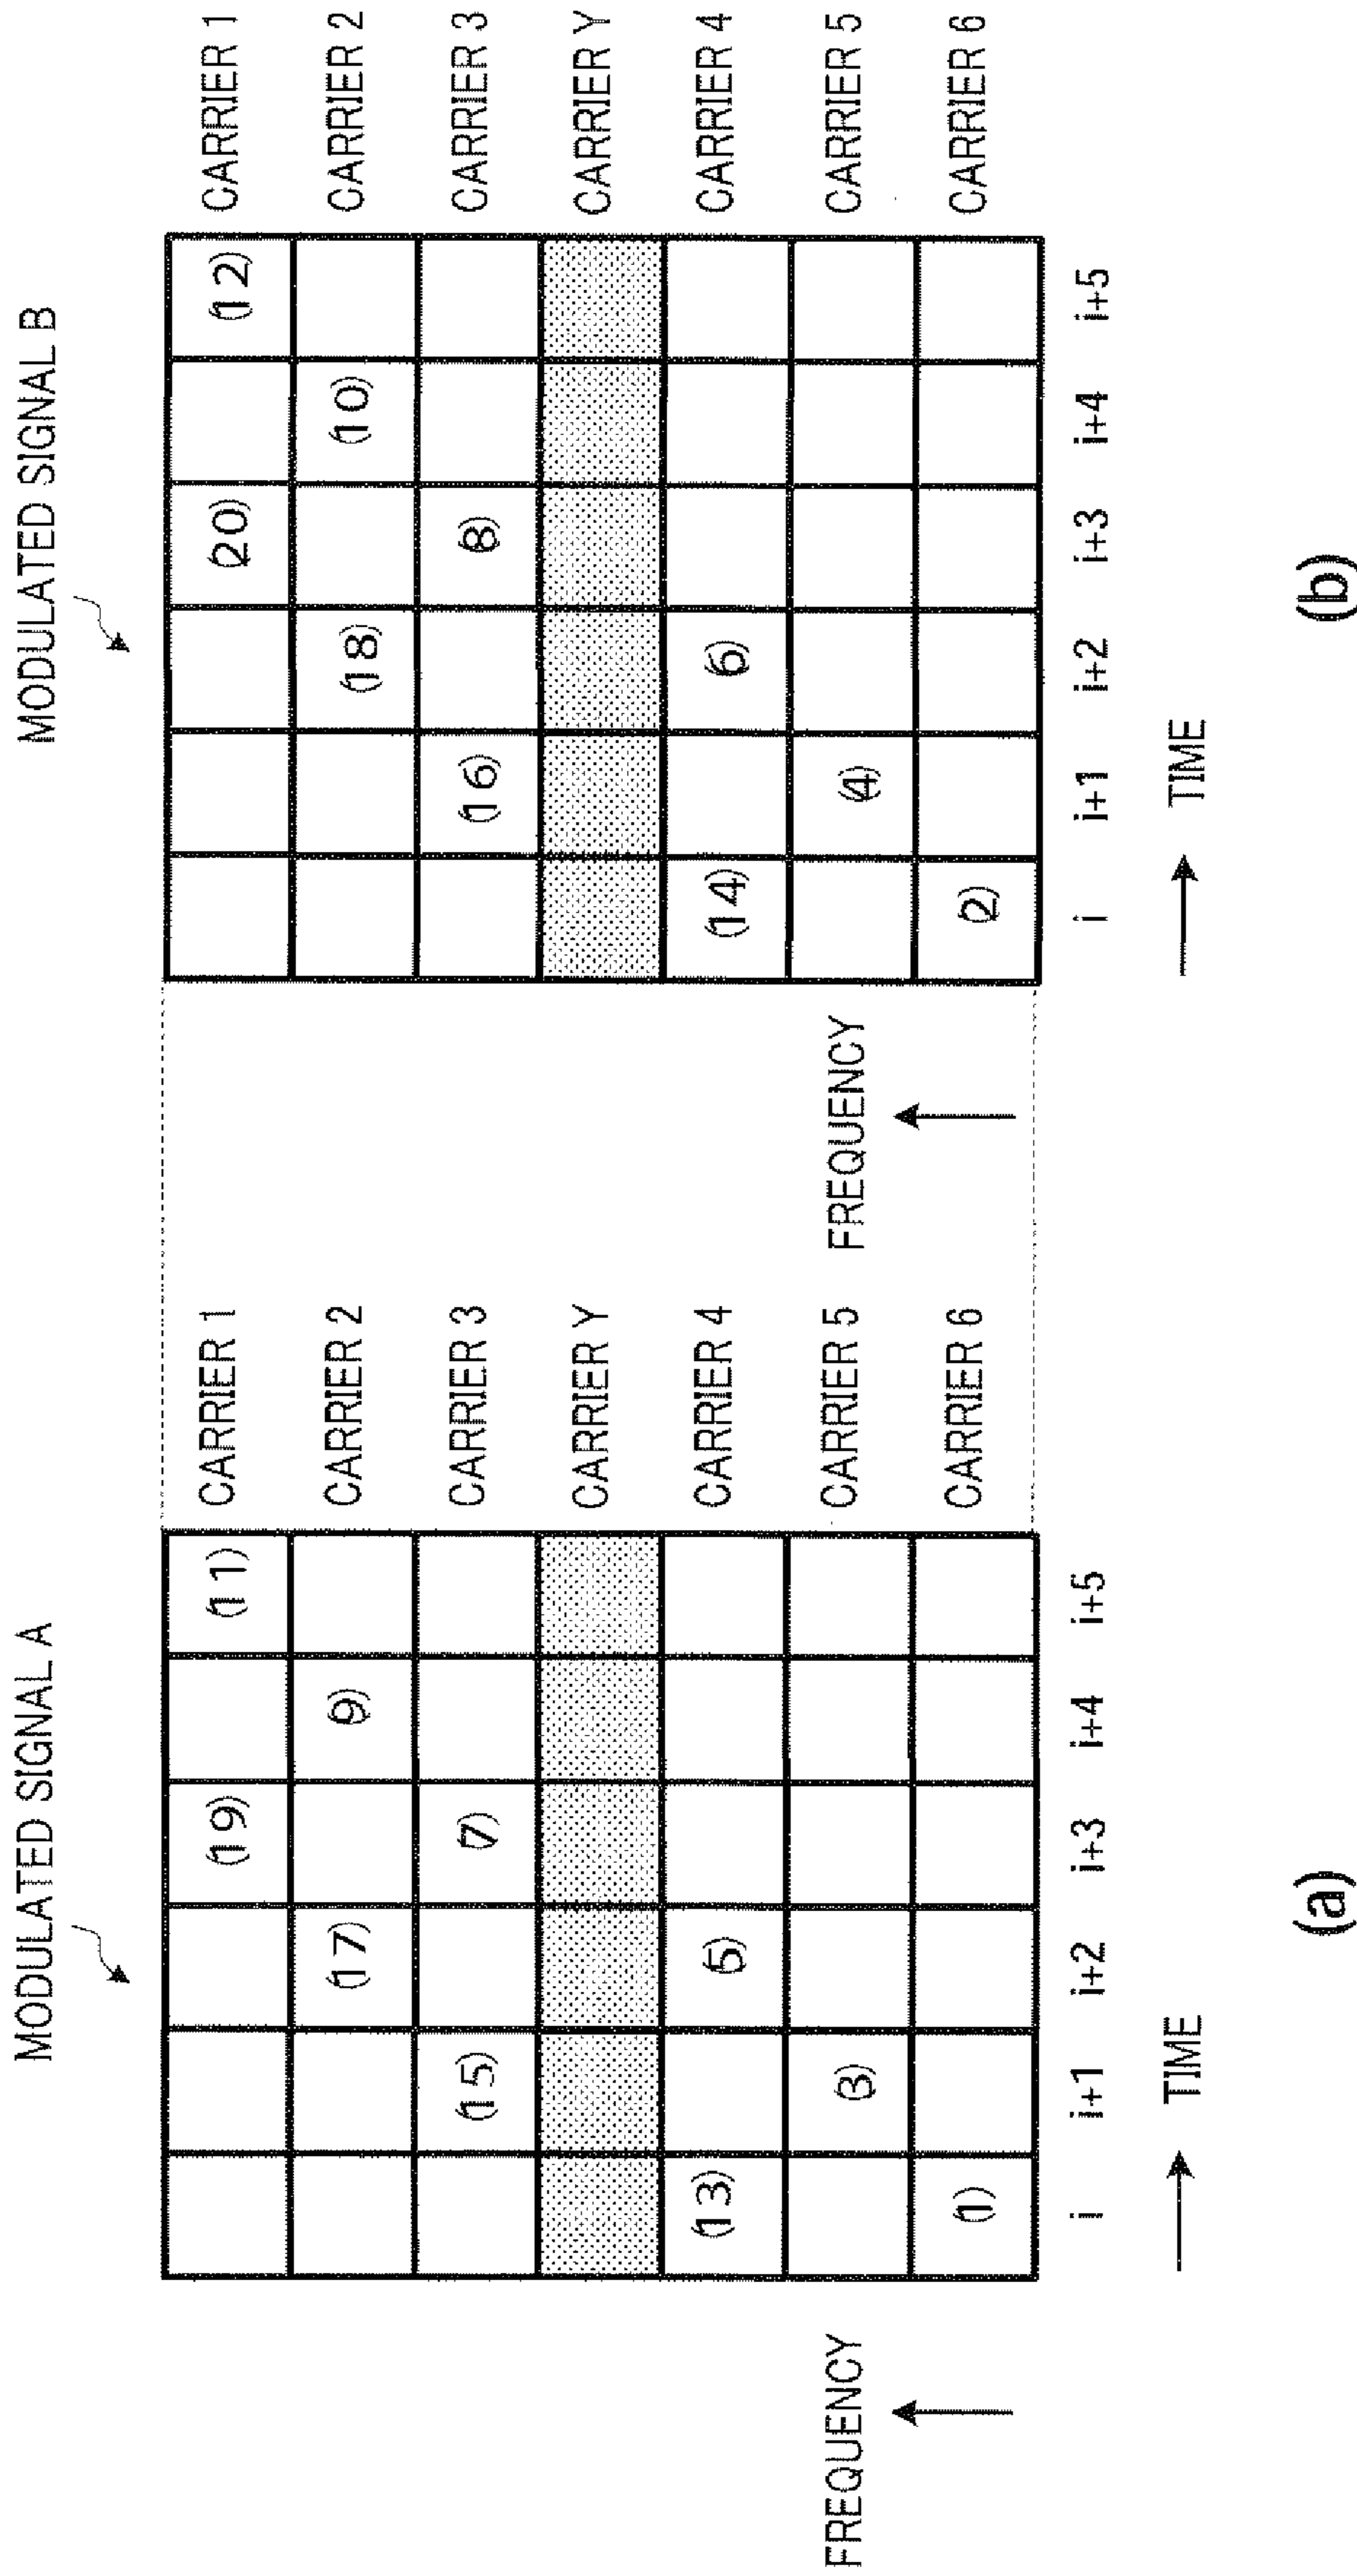 MODULATED SIGNAL A
(19) (11) CARRIER 1
(17) (9) CARRIER 2
(15) (7) CARRIER 3
CARRIER Y
(13) (5) CARRIER 4
(3) CARRIER 5
(1) CARRIER 6
i i+1 i+2 i+3 i+4 i+5
FREQUENCY
TIME
(a)
MODULATED SIGNAL B
(20) (12) CARRIER 1
(18) (10) CARRIER 2
(16) (8) CARRIER 3
CARRIER Y
(14) (6) CARRIER 4
(4) CARRIER 5
(2) CARRIER 6
i i+1 i+2 i+3 i+4 i+5
FREQUENCY
TIME
(b)